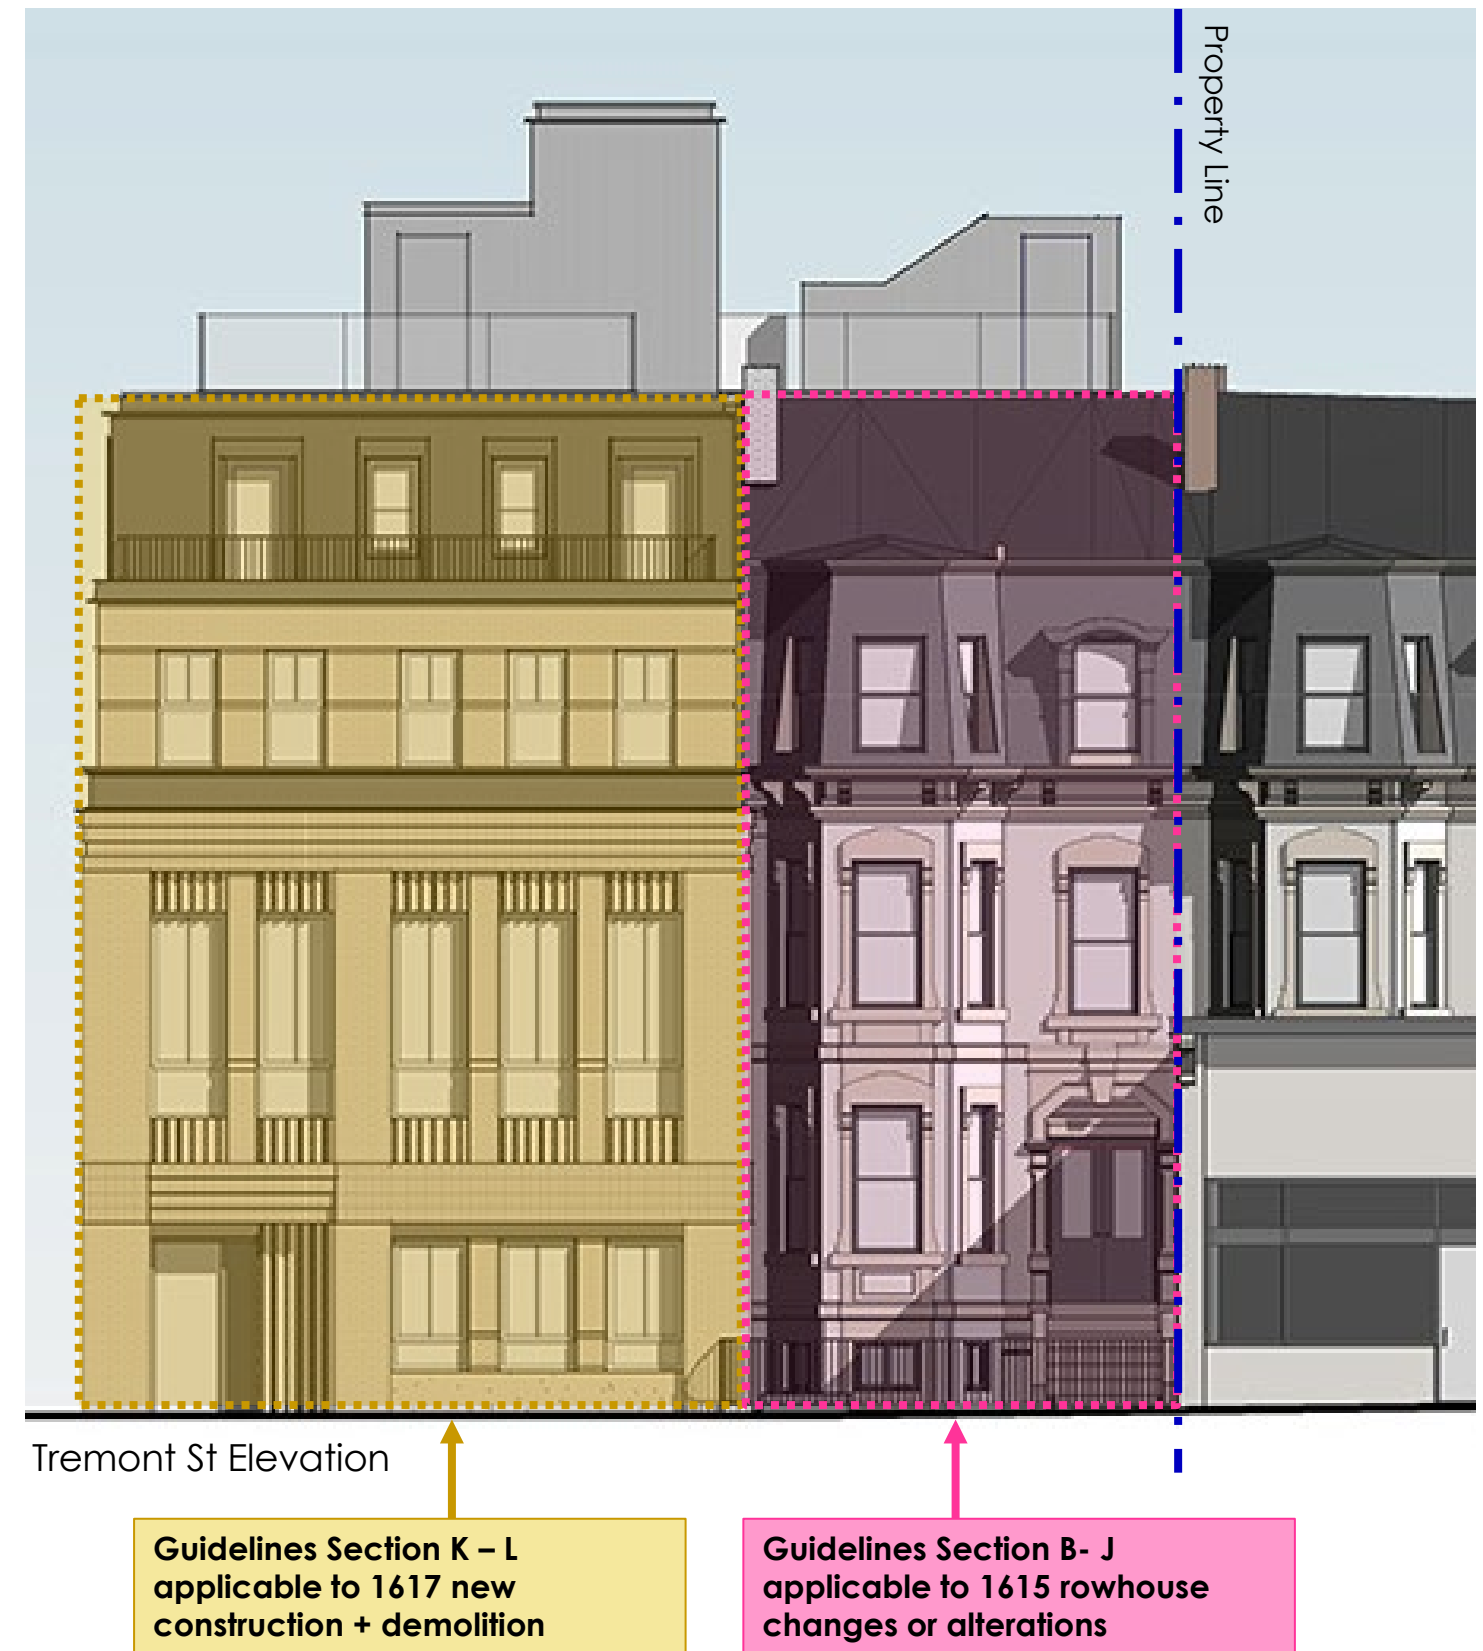 Property Line
Tremont St Elevation
Guidelines Section K – L
applicable to 1617 new
construction + demolition
Guidelines Section B- J
applicable to 1615 rowhouse
changes or alterations